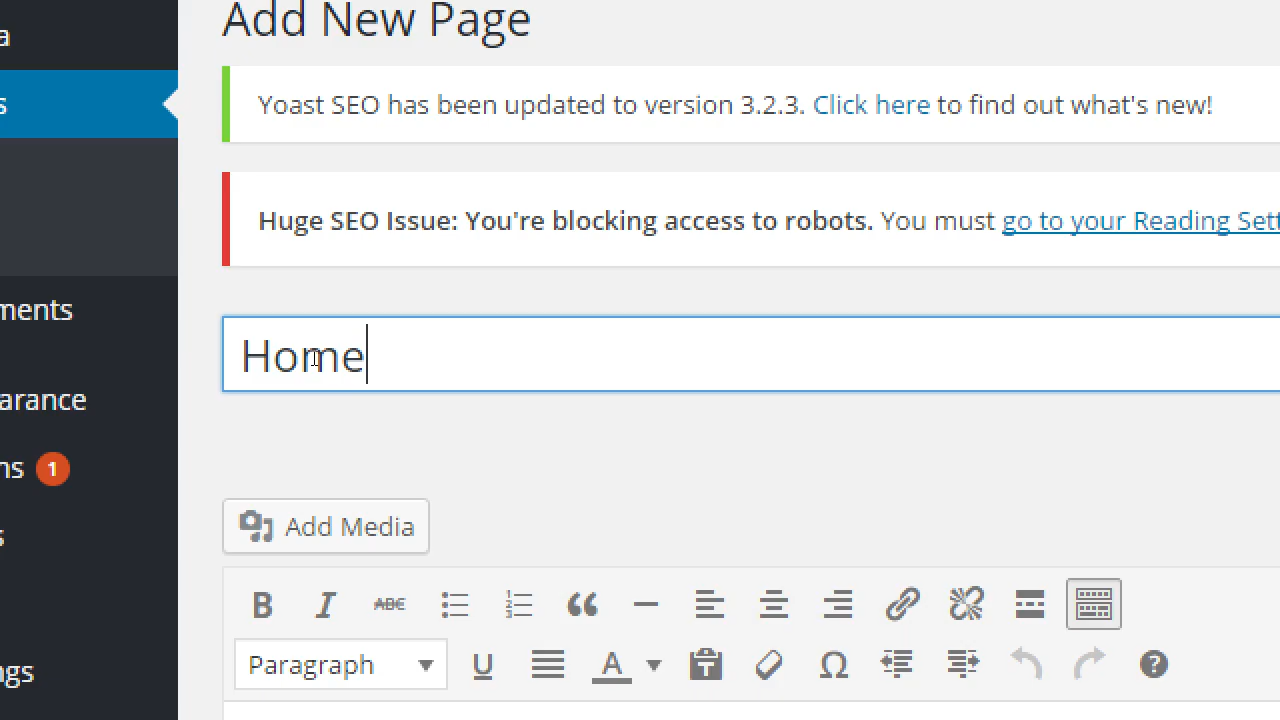 Add New Page
Yoast SEO has been updated to version 3.2.3. Click here to find out what's new!
Huge SEO Issue: You're blocking access to robots. You must go to your Reading Sett
Home
ments
arance
ns 1
s
ngs
Add Media
B I ABC
Paragraph U A Ω ?